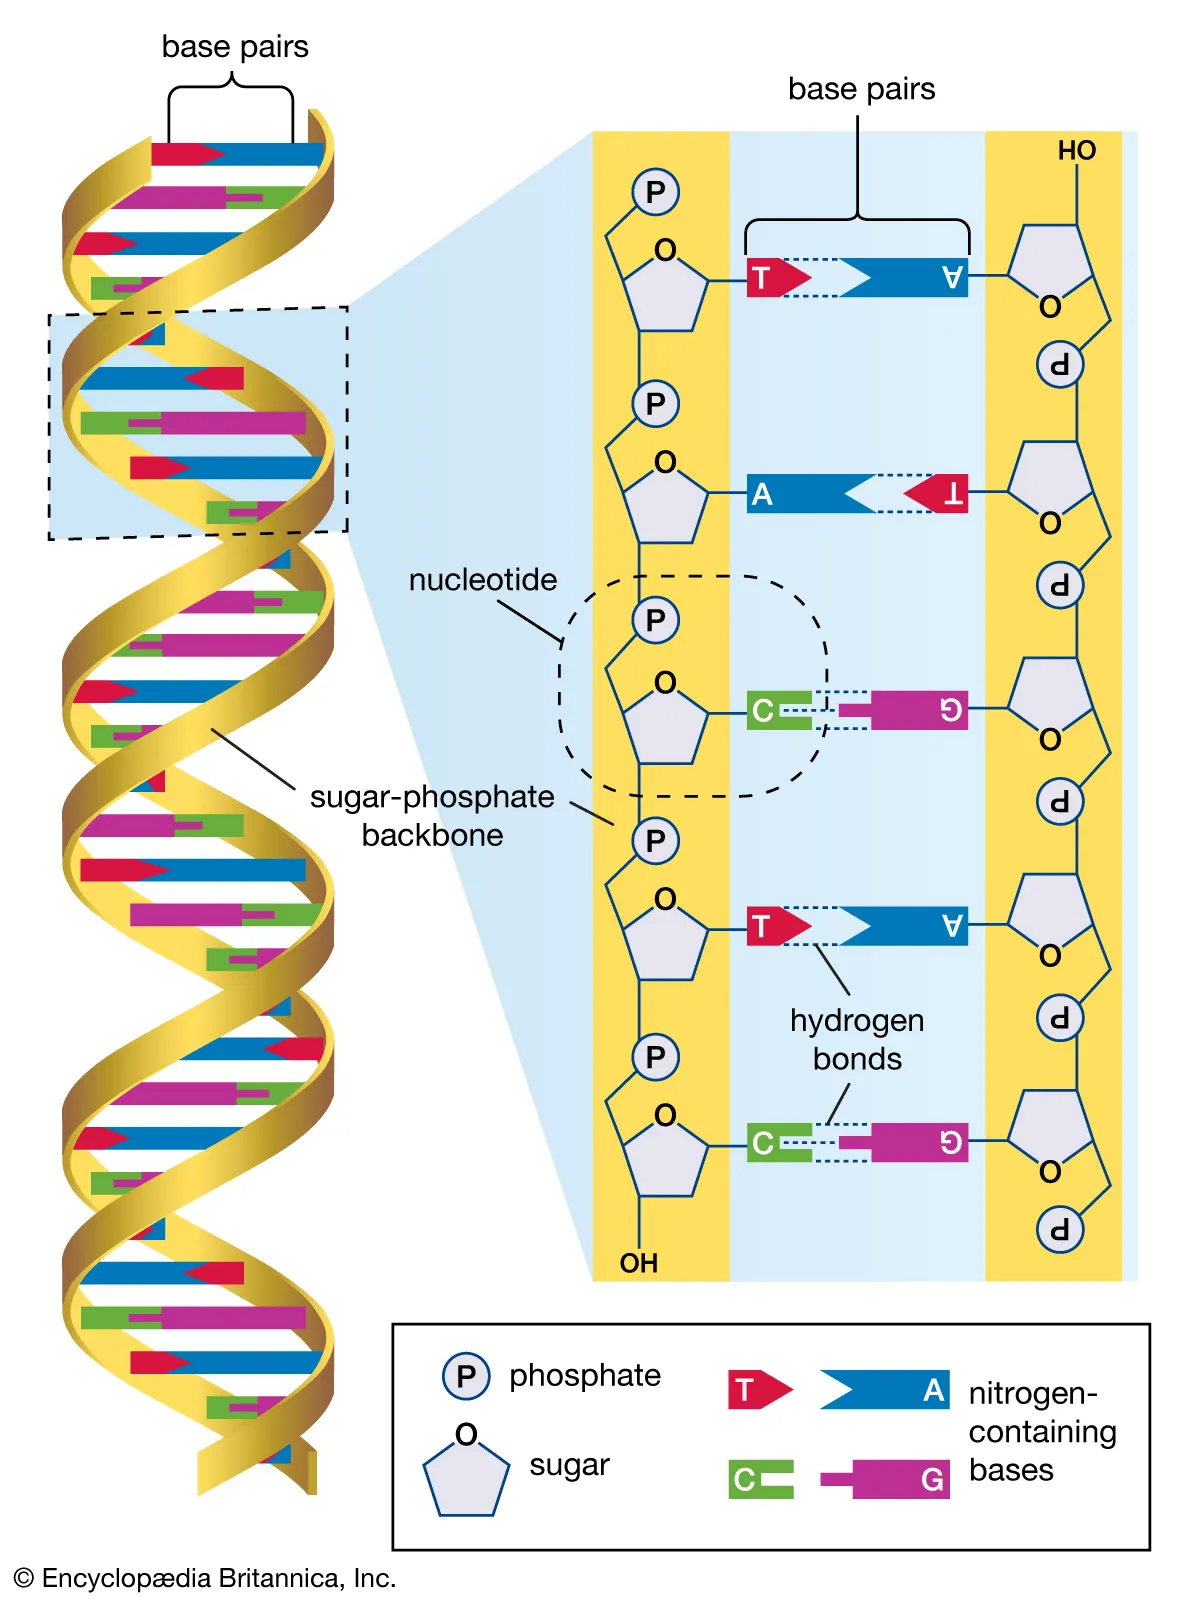 base pairs
base pairs
HO
P
O
T
A
O
P
P
O
A
T
O
P
nucleotide
P
O
C
G
O
P
sugar-phosphate
backbone
P
O
T
A
O
P
hydrogen
bonds
P
O
C
G
O
P
OH
P
phosphate
T
A
nitrogen-
containing
bases
O
sugar
C
G
© Encyclopædia Britannica, Inc.